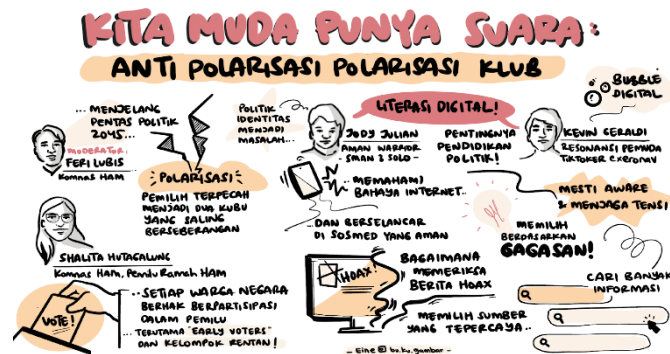 KITA MUDA PUNYA SUARA:
ANTI POLARISASI POLARISASI KLUB
... MENJELANG
PENTAS POLITIK
2045...
MODERATOR:
FERI LUBIS
KOMNAS HAM
POLARISASI
PEMILIH TERPECAH
MENJADI DUA KUBU
YANG SALING
BERSEBERANGAN
SHALITA HUTAGALUNG
KOMNAS HAM, PEMILU RAMAH HAM
VOTE!
.. SETIAP WARGA NEGARA
BERHAK BERPARTISIPASI
DALAM PEMILU
.. TERUTAMA "EARLY VOTERS"
DAN KELOMPOK RENTAN!
POLITIK
IDENTITAS
MENJADI
MASALAH...
LITERASI DIGITAL!
JODY JULIAN
AMAN WARRIOR
- SMAN 2 SOLO -
..MEMAHAMI
BAHAYA INTERNET..
..DAN BERSELANCAR
DI SOSMED YANG AMAN
HOAX!
BAGAIMANA
MEMERIKSA
BERITA HOAX
MEMILIH SUMBER
YANG TEPERCAYA..
PENTINGNYA
PENDIDIKAN
POLITIK!
KEVIN GERALDI
RESONANSI PEMUDA
BUBBLE
DIGITAL
MESTI AWARE
& MENJAGA TENSI
MEMILIH
BERDASARKAN
GAGASAN!
CARI BANYAK
INFORMASI